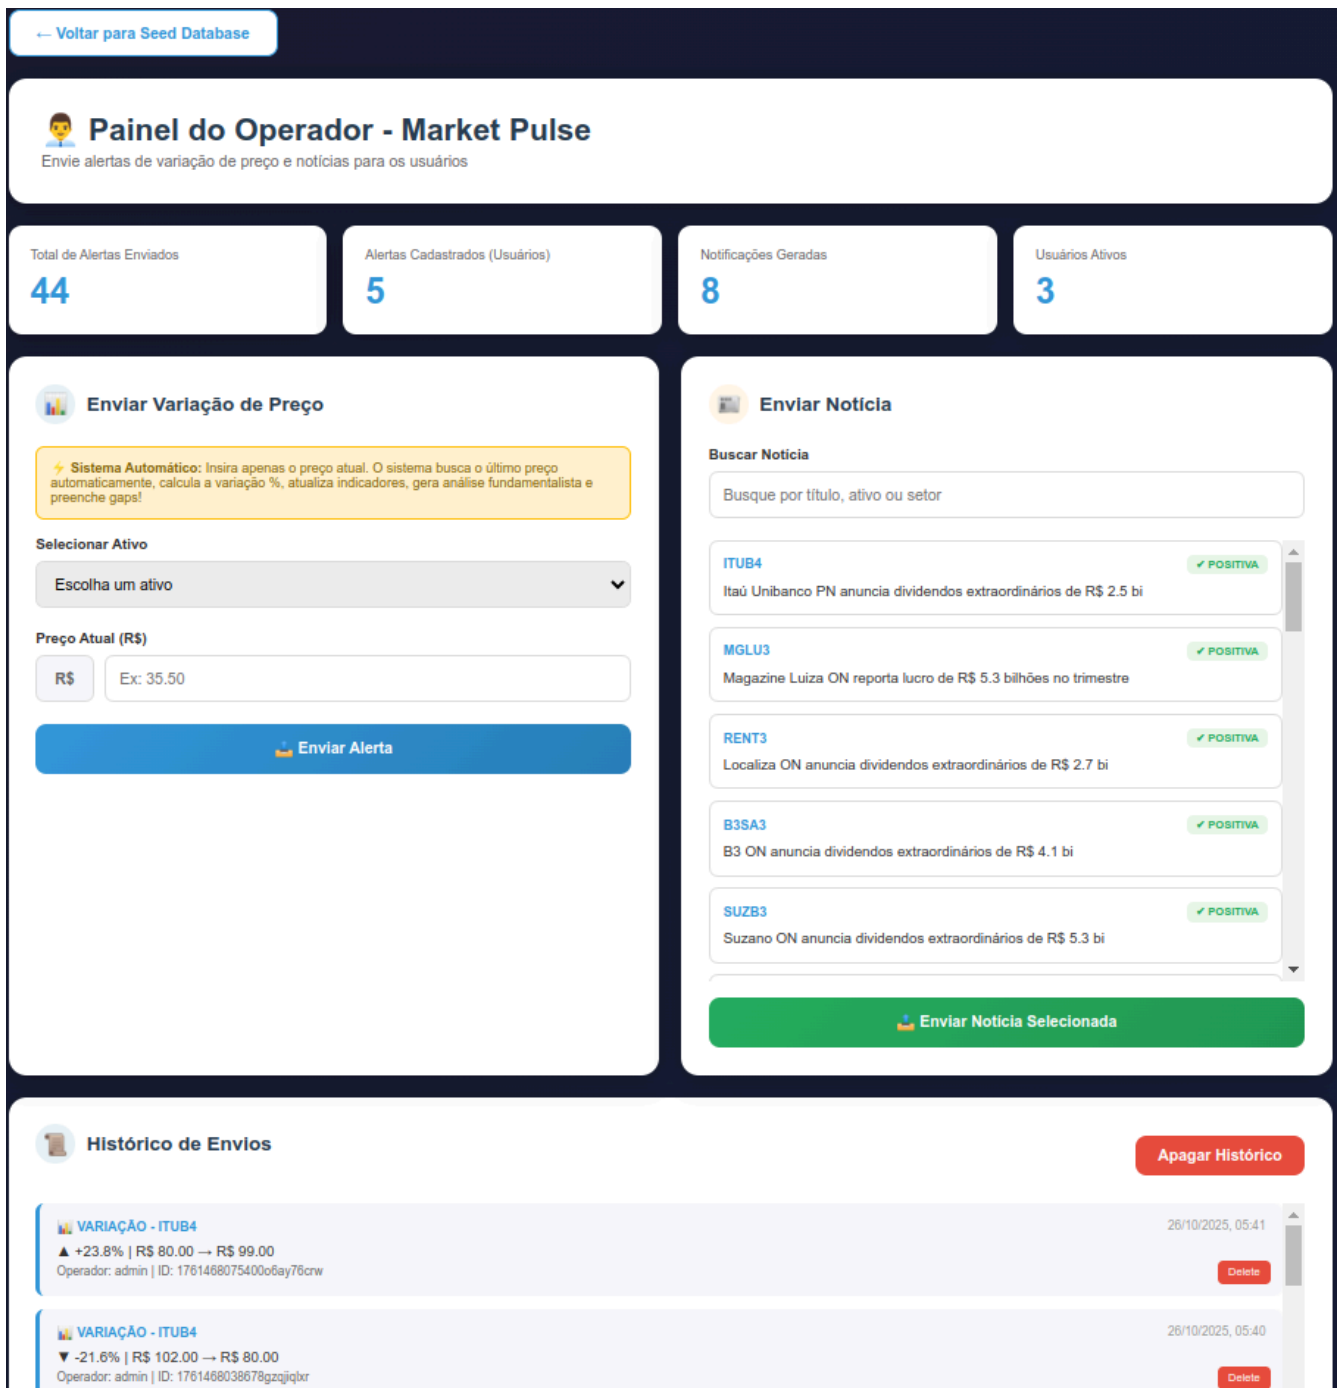 ← Voltar para Seed Database
Painel do Operador - Market Pulse
Envie alertas de variação de preço e notícias para os usuários
Total de Alertas Enviados
44
Alertas Cadastrados (Usuários)
5
Notificações Geradas
8
Usuários Ativos
3
Enviar Variação de Preço
⚡ Sistema Automático: Insira apenas o preço atual. O sistema busca o último preço
automaticamente, calcula a variação %, atualiza indicadores, gera análise fundamentalista e
preenche gaps!
Selecionar Ativo
Escolha um ativo
Preço Atual (R$)
R$
Ex: 35.50
Enviar Alerta
Enviar Notícia
Buscar Notícia
Busque por título, ativo ou setor
ITUB4
✔ POSITIVA
Itaú Unibanco PN anuncia dividendos extraordinários de R$ 2.5 bi
MGLU3
✔ POSITIVA
Magazine Luiza ON reporta lucro de R$ 5.3 bilhões no trimestre
RENT3
✔ POSITIVA
Localiza ON anuncia dividendos extraordinários de R$ 2.7 bi
B3SA3
✔ POSITIVA
B3 ON anuncia dividendos extraordinários de R$ 4.1 bi
SUZB3
✔ POSITIVA
Suzano ON anuncia dividendos extraordinários de R$ 5.3 bi
Enviar Notícia Selecionada
Histórico de Envios
Apagar Histórico
VARIAÇÃO - ITUB4
26/10/2025, 05:41
▲ +23.8% | R$ 80.00 → R$ 99.00
Operador: admin | ID: 1761468075400o6ay76crw
Delete
VARIAÇÃO - ITUB4
26/10/2025, 05:40
▼ -21.6% | R$ 102.00 → R$ 80.00
Operador: admin | ID: 1761468038678gzqjiqlxr
Delete